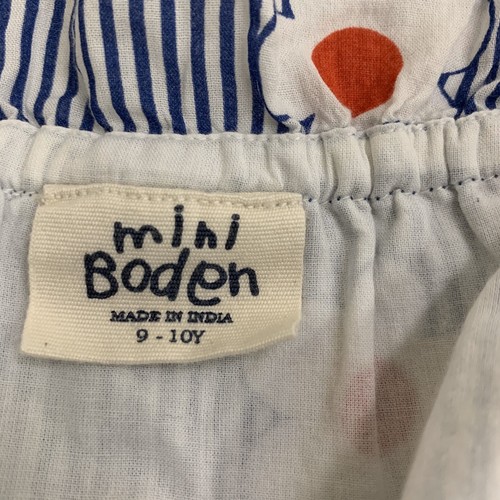 mini
Boden
MADE IN INDIA
9 - 10Y